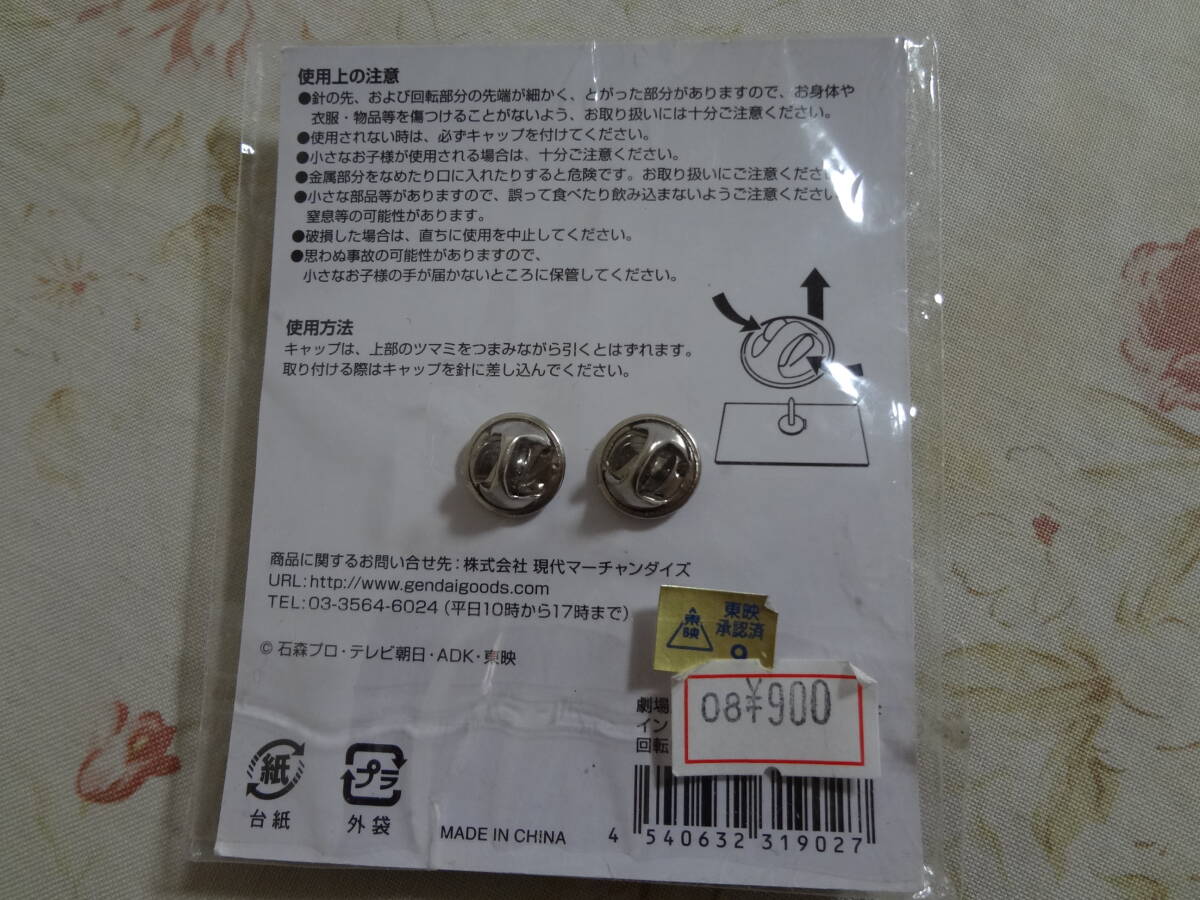 使用上の注意
●針の先、および回転部分の先端が細かく、とがった部分がありますので、お身体や
衣服・物品等を傷つけることがないよう、お取り扱いには十分ご注意ください。
●使用されない時は、必ずキャップを付けてください。
●小さなお子様が使用される場合は、十分ご注意ください。
●金属部分をなめたり口に入れたりすると危険です。お取り扱いにご注意くださ
●小さな部品等がありますので、誤って食べたり飲み込まないようご注意ください
窒息等の可能性があります。
●破損した場合は、直ちに使用を中止してください。
●思わぬ事故の可能性がありますので、
小さなお子様の手が届かないところに保管してください。
使用方法
キャップは、上部のツマミをつまみながら引くとはずれます。
取り付ける際はキャップを針に差し込んでください。
商品に関するお問い合せ先：株式会社 現代マーチャンダイズ
URL：http://www.gendaigoods.com
TEL：03-3564-6024（平日10時から17時まで）
© 石森プロ・テレビ朝日・ADK・東映
東映
東映
承認済
9
08¥900
劇場
イン
回転
紙
台紙
プラ
外袋
MADE IN CHINA
4 540632 319027